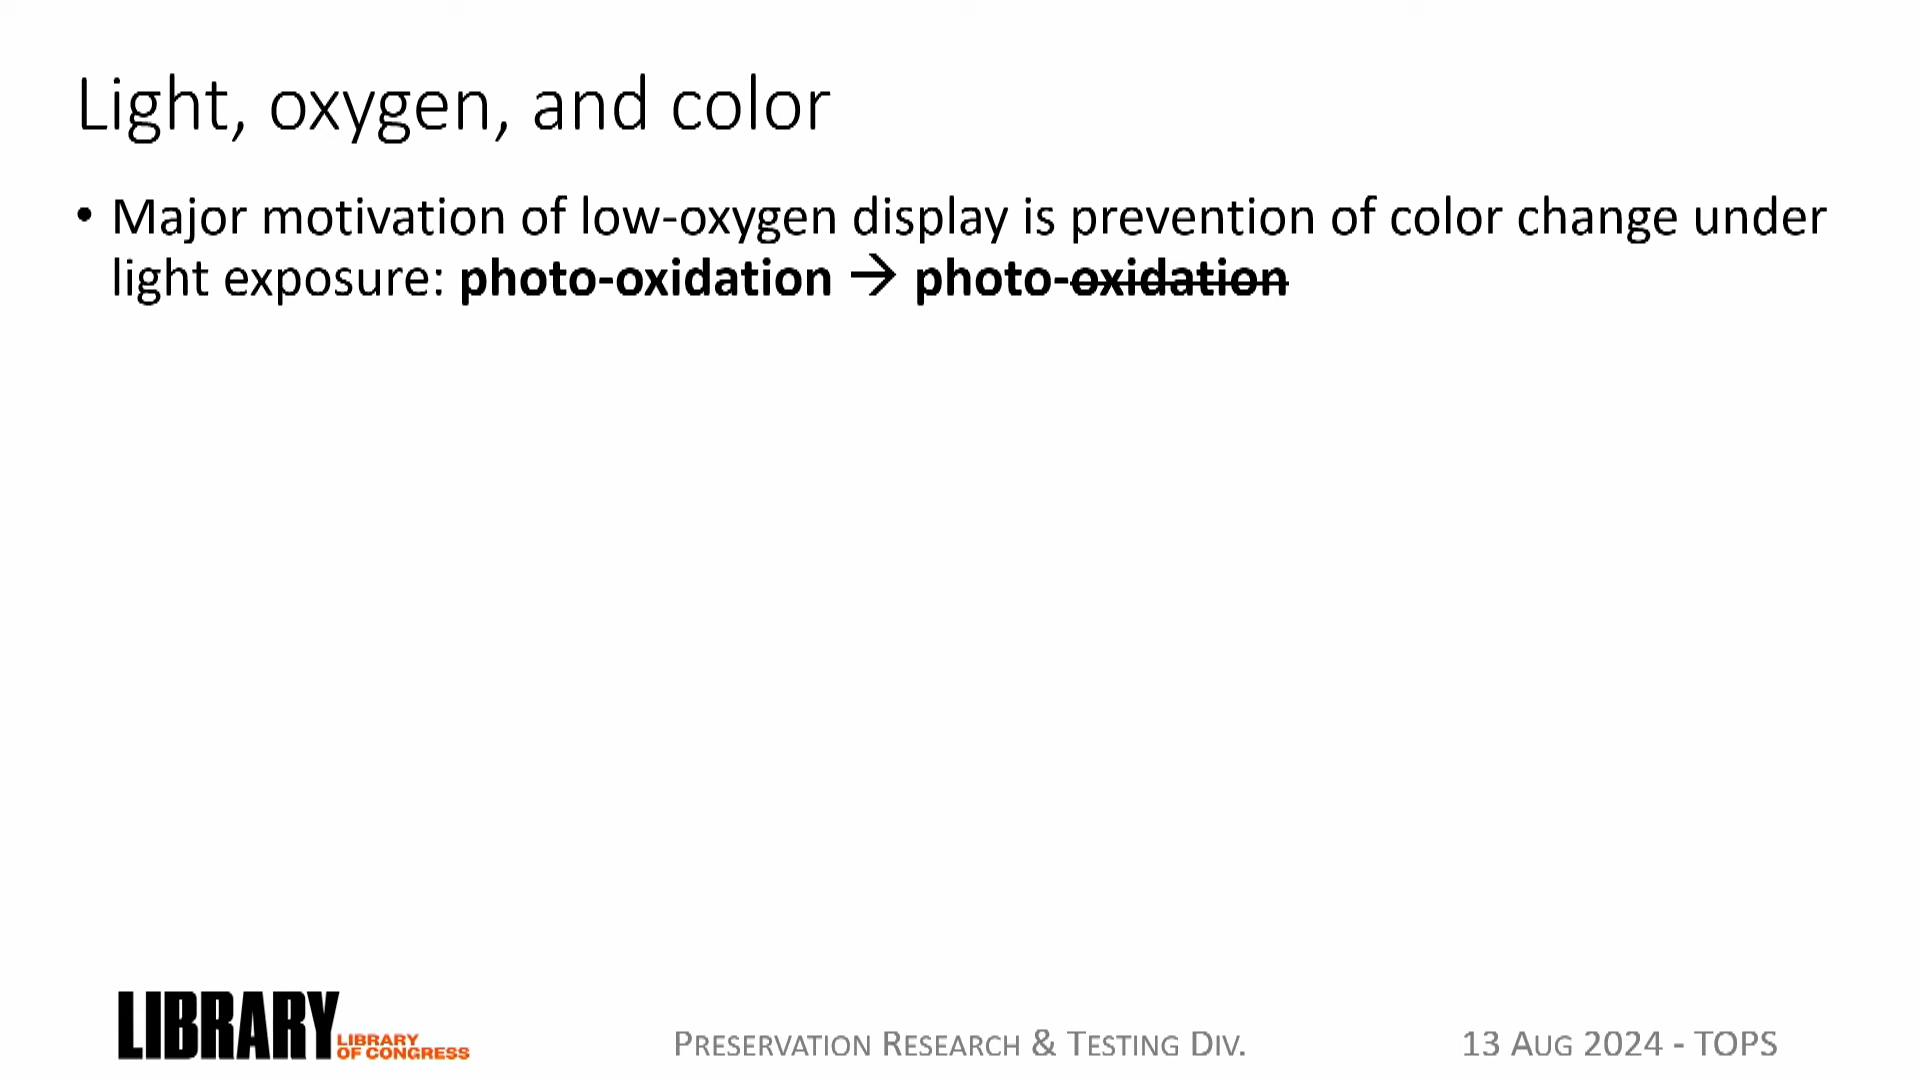 Light, oxygen, and color
• Major motivation of low-oxygen display is prevention of color change under
light exposure: photo-oxidation → photo-oxidation
LIBRARY
LIBRARY
OF CONGRESS
PRESERVATION RESEARCH & TESTING DIV.
13 AUG 2024 - TOPS